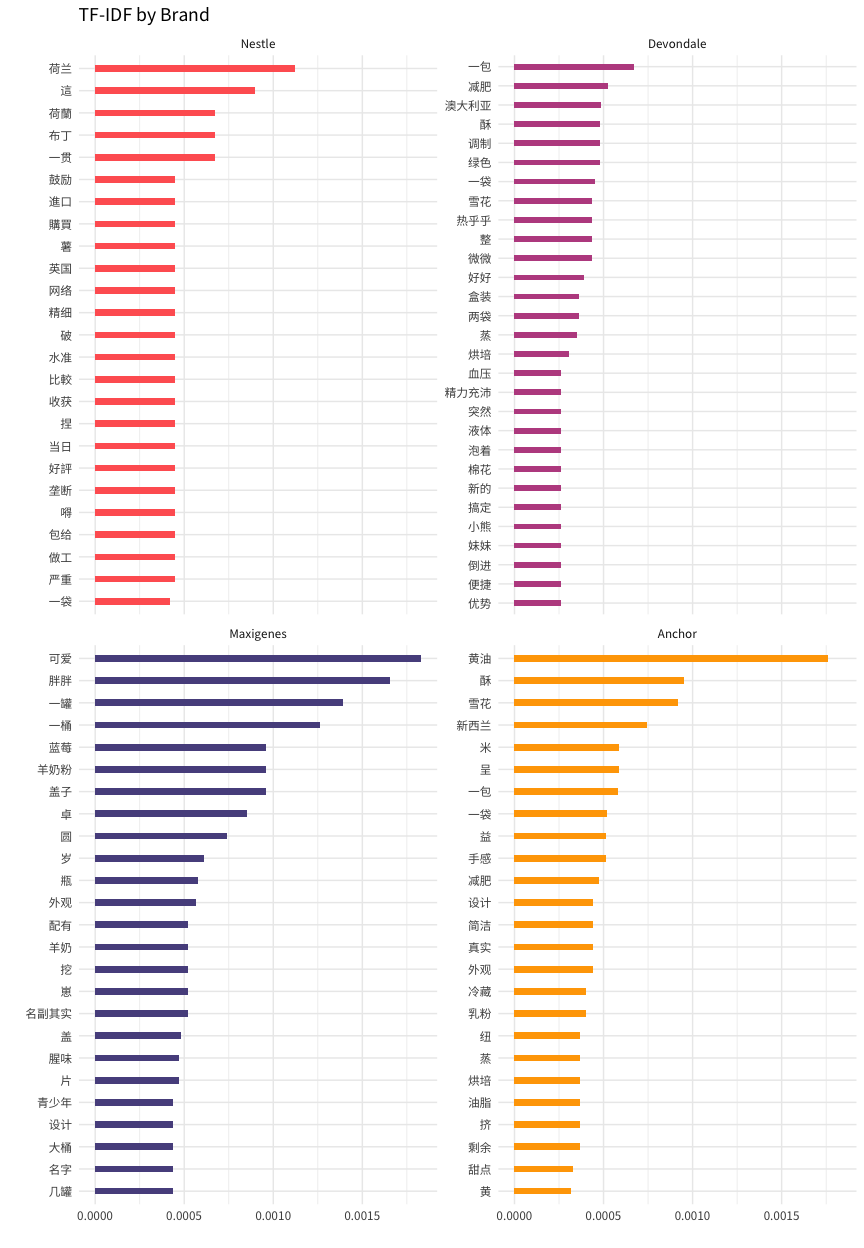 TF-IDF by Brand
Nestle
荷兰
這
荷蘭
布丁
一贯
鼓励
進口
購買
薯
英国
网络
精细
破
水准
比較
收获
捏
当日
好評
垄断
嘚
包给
做工
严重
一袋
Devondale
一包
减肥
澳大利亚
酥
调制
绿色
一袋
雪花
热乎乎
整
微微
好好
盒装
两袋
蒸
烘培
血压
精力充沛
突然
液体
泡着
棉花
新的
搞定
小熊
妹妹
倒进
便捷
优势
Maxigenes
可爱
胖胖
一罐
一桶
蓝莓
羊奶粉
盖子
卓
圆
岁
瓶
外观
配有
羊奶
挖
崽
名副其实
盖
腥味
片
青少年
设计
大桶
名字
几罐
0.0000 0.0005 0.0010 0.0015
Anchor
黄油
酥
雪花
新西兰
米
呈
一包
一袋
益
手感
减肥
设计
简洁
真实
外观
冷藏
乳粉
纽
蒸
烘培
油脂
挤
剩余
甜点
黄
0.0000 0.0005 0.0010 0.0015